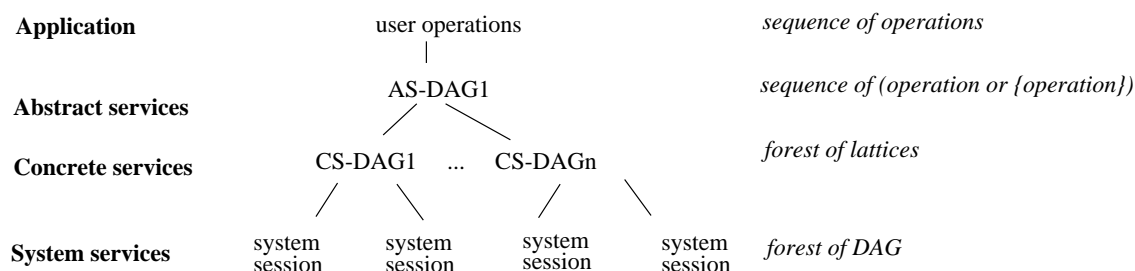 Application user operations sequence of operations
Abstract services AS-DAG1 sequence of (operation or {operation})
Concrete services CS-DAG1 ... CS-DAGn forest of lattices
System services system system system system forest of DAG
session session session session